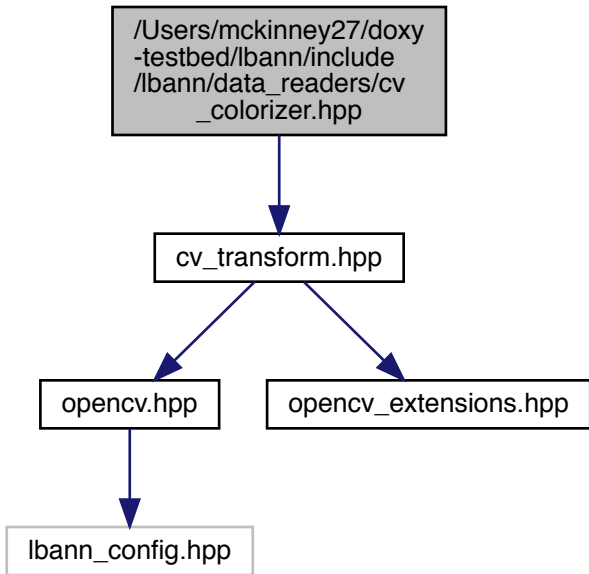 /Users/mckinney27/doxy
-testbed/lbann/include
/lbann/data_readers/cv
_colorizer.hpp
cv_transform.hpp
opencv.hpp
opencv_extensions.hpp
lbann_config.hpp